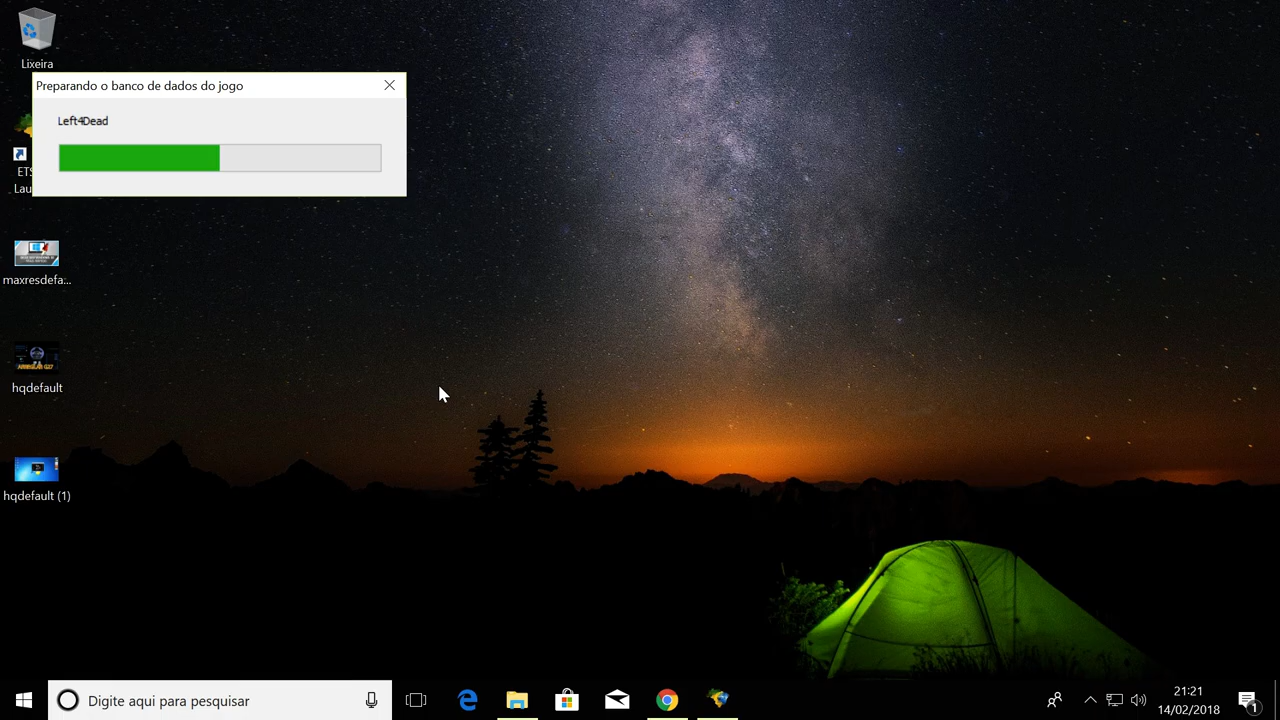 Lixeira
Preparando o banco de dados do jogo
Left4Dead
ETS
Lau
maxresdefa...
hqdefault
hqdefault (1)
Digite aqui para pesquisar
21:21
14/02/2018
1